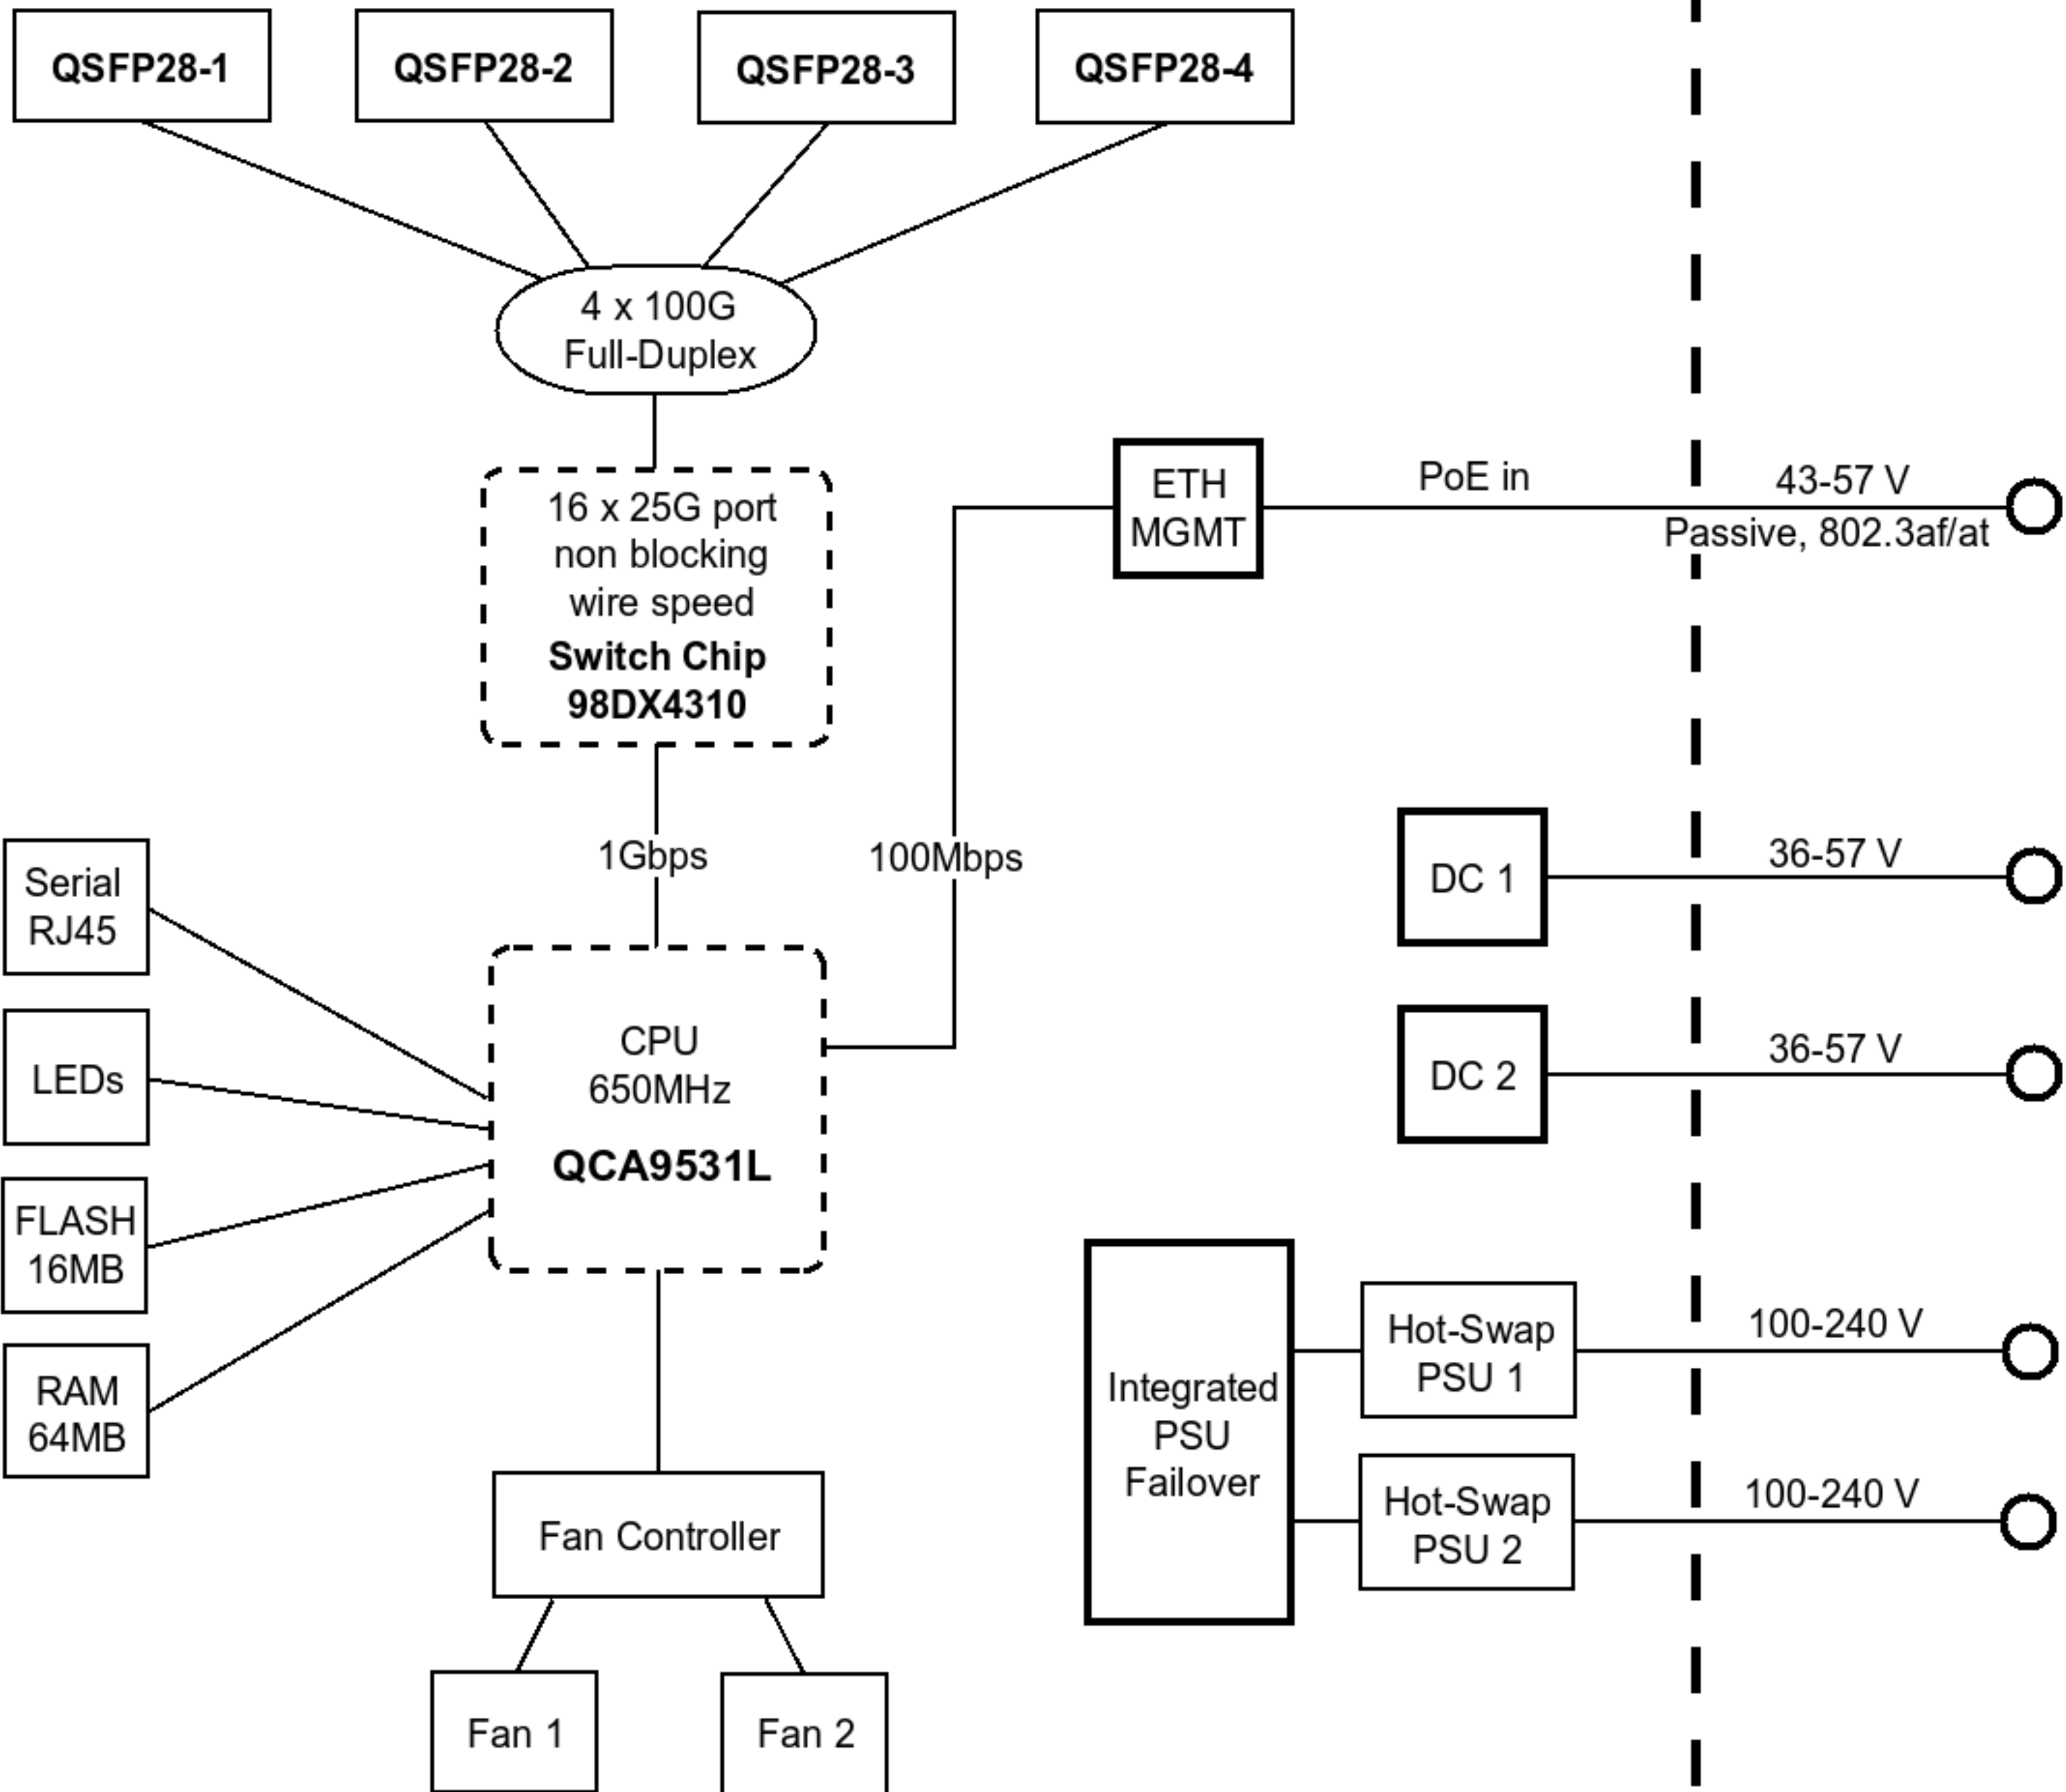 QSFP28-1
QSFP28-2
QSFP28-3
QSFP28-4
4 x 100G
Full-Duplex
16 x 25G port
non blocking
wire speed
Switch Chip
98DX4310
ETH
MGMT
PoE in
43-57 V
Passive, 802.3af/at
1Gbps
100Mbps
DC 1
36-57 V
DC 2
36-57 V
Serial
RJ45
LEDs
FLASH
16MB
RAM
64MB
CPU
650MHz
QCA9531L
Integrated
PSU
Failover
Hot-Swap
PSU 1
100-240 V
Hot-Swap
PSU 2
100-240 V
Fan Controller
Fan 1
Fan 2